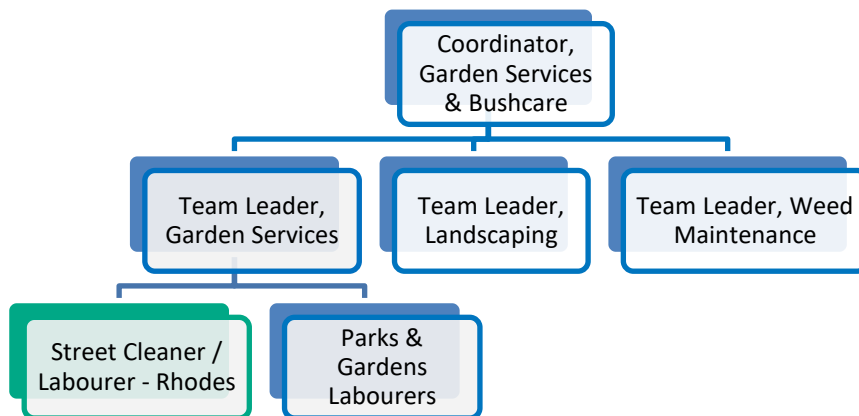 Coordinator,
Garden Services
& Bushcare
Team Leader,
Garden Services
Team Leader,
Landscaping
Team Leader, Weed
Maintenance
Street Cleaner /
Labourer - Rhodes
Parks &
Gardens
Labourers